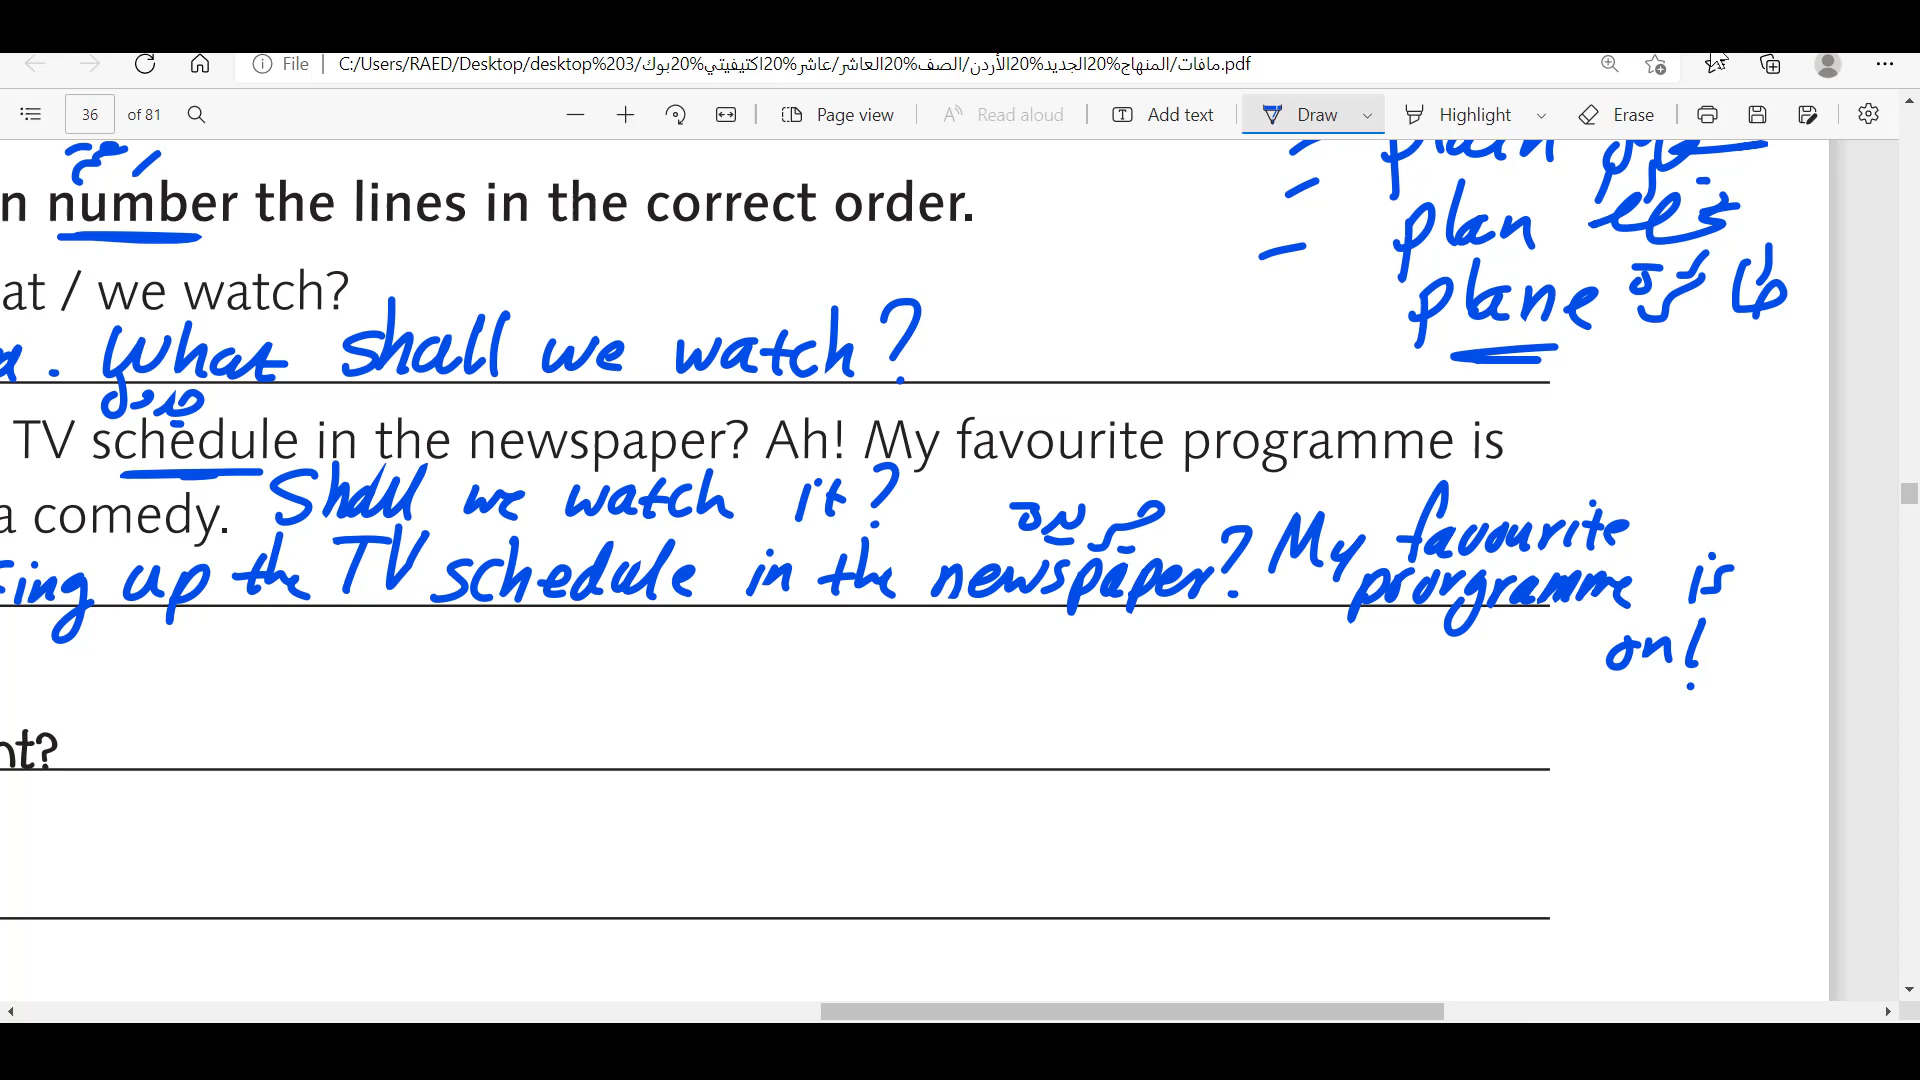 File C:/Users/RAED/Desktop/desktop%203/مافات/المنهاج%20الجديد%20الأردن/الصف%20العاشر/عاشر%20اكتيفيتي%20بوك.pdf
36 of 81 Page view Read aloud Add text Draw Highlight Erase
plain
n number the lines in the correct order.
plan
at / we watch?
plane طائرة
. What shall we watch?
جدول
TV schedule in the newspaper? Ah! My favourite programme is
a comedy. Shall we watch it?
ing up the TV schedule in the newspaper? My favourite
prorgramme is
on!
nt?